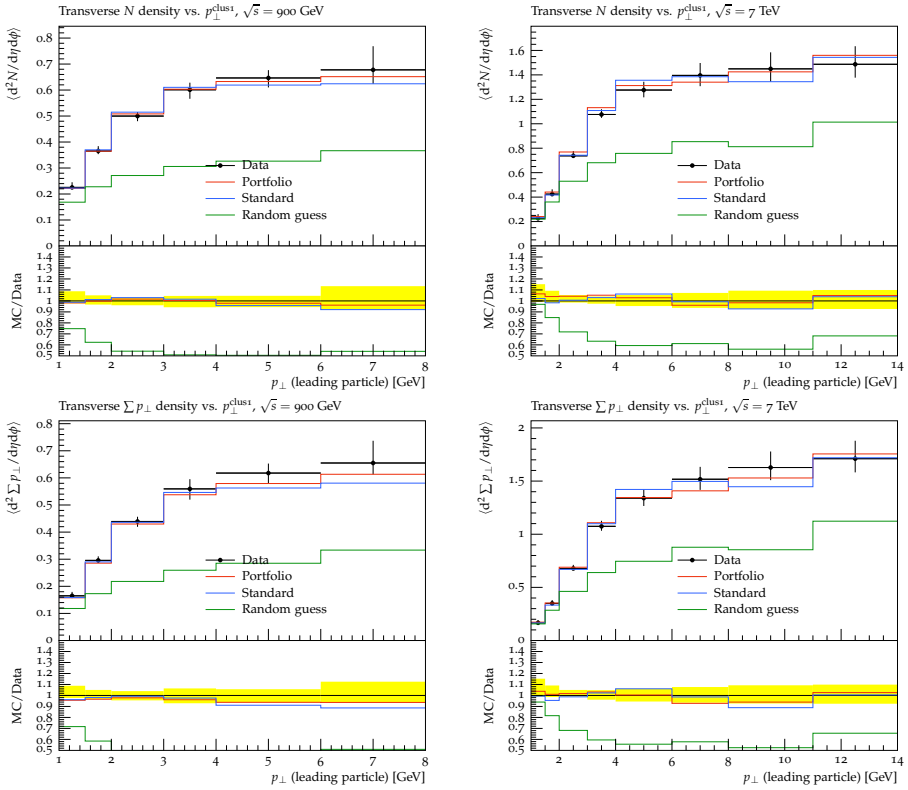 Transverse N density vs. p⊥^clus1, √s = 900 GeV
⟨d²N/dηdφ⟩
0.8
0.7
0.6
0.5
0.4
0.3
0.2
0.1
0
Data
Portfolio
Standard
Random guess
MC/Data
1.4
1.3
1.2
1.1
1.0
0.9
0.8
0.7
0.6
0.5
1 2 3 4 5 6 7 8
p⊥ (leading particle) [GeV]
Transverse N density vs. p⊥^clus1, √s = 7 TeV
⟨d²N/dηdφ⟩
1.6
1.4
1.2
1.0
0.8
0.6
0.4
0.2
0
Data
Portfolio
Standard
Random guess
MC/Data
1.4
1.3
1.2
1.1
1.0
0.9
0.8
0.7
0.6
0.5
2 4 6 8 10 12 14
p⊥ (leading particle) [GeV]
Transverse ∑ p⊥ density vs. p⊥^clus1, √s = 900 GeV
⟨d² ∑ p⊥/dηdφ⟩
0.8
0.7
0.6
0.5
0.4
0.3
0.2
0.1
0
Data
Portfolio
Standard
Random guess
MC/Data
1.4
1.3
1.2
1.1
1.0
0.9
0.8
0.7
0.6
0.5
1 2 3 4 5 6 7 8
p⊥ (leading particle) [GeV]
Transverse ∑ p⊥ density vs. p⊥^clus1, √s = 7 TeV
⟨d² ∑ p⊥/dηdφ⟩
2
1.5
1
0.5
0
Data
Portfolio
Standard
Random guess
MC/Data
1.4
1.3
1.2
1.1
1.0
0.9
0.8
0.7
0.6
0.5
2 4 6 8 10 12 14
p⊥ (leading particle) [GeV]